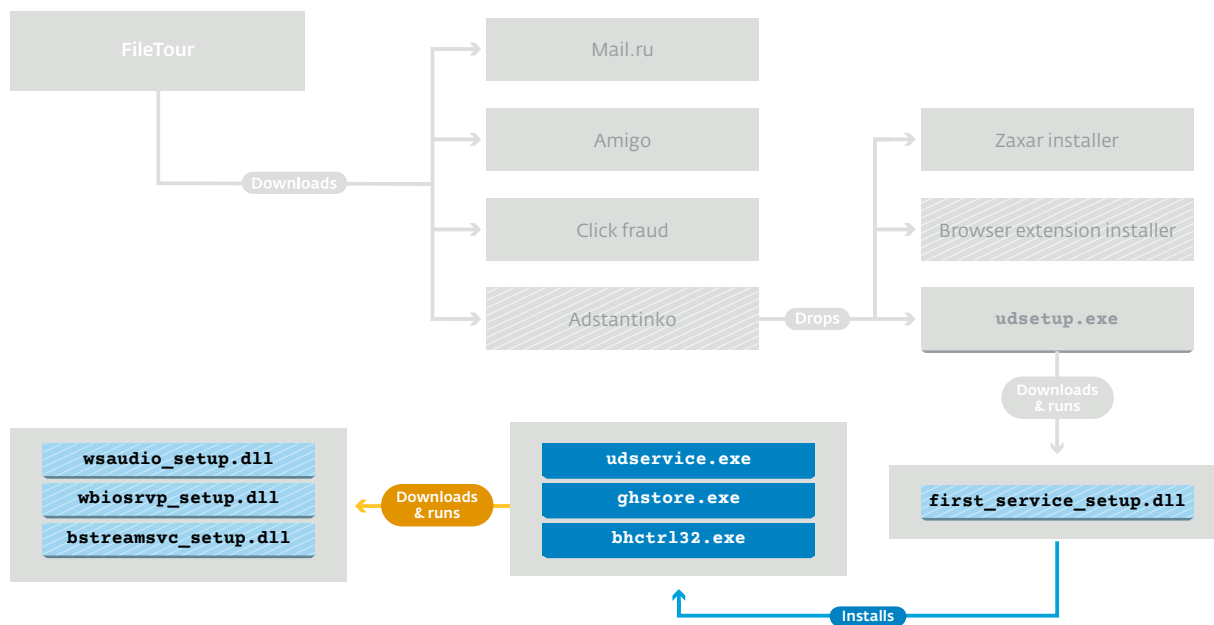 FileTour
Mail.ru
Amigo
Zaxar installer
Downloads
Click fraud
Browser extension installer
Adstantinko
Drops
udsetup.exe
Downloads
& runs
wsaudio_setup.dll
wbiosrvp_setup.dll
bstreamsvc_setup.dll
Downloads
& runs
udservice.exe
ghstore.exe
bhctrl32.exe
first_service_setup.dll
Installs